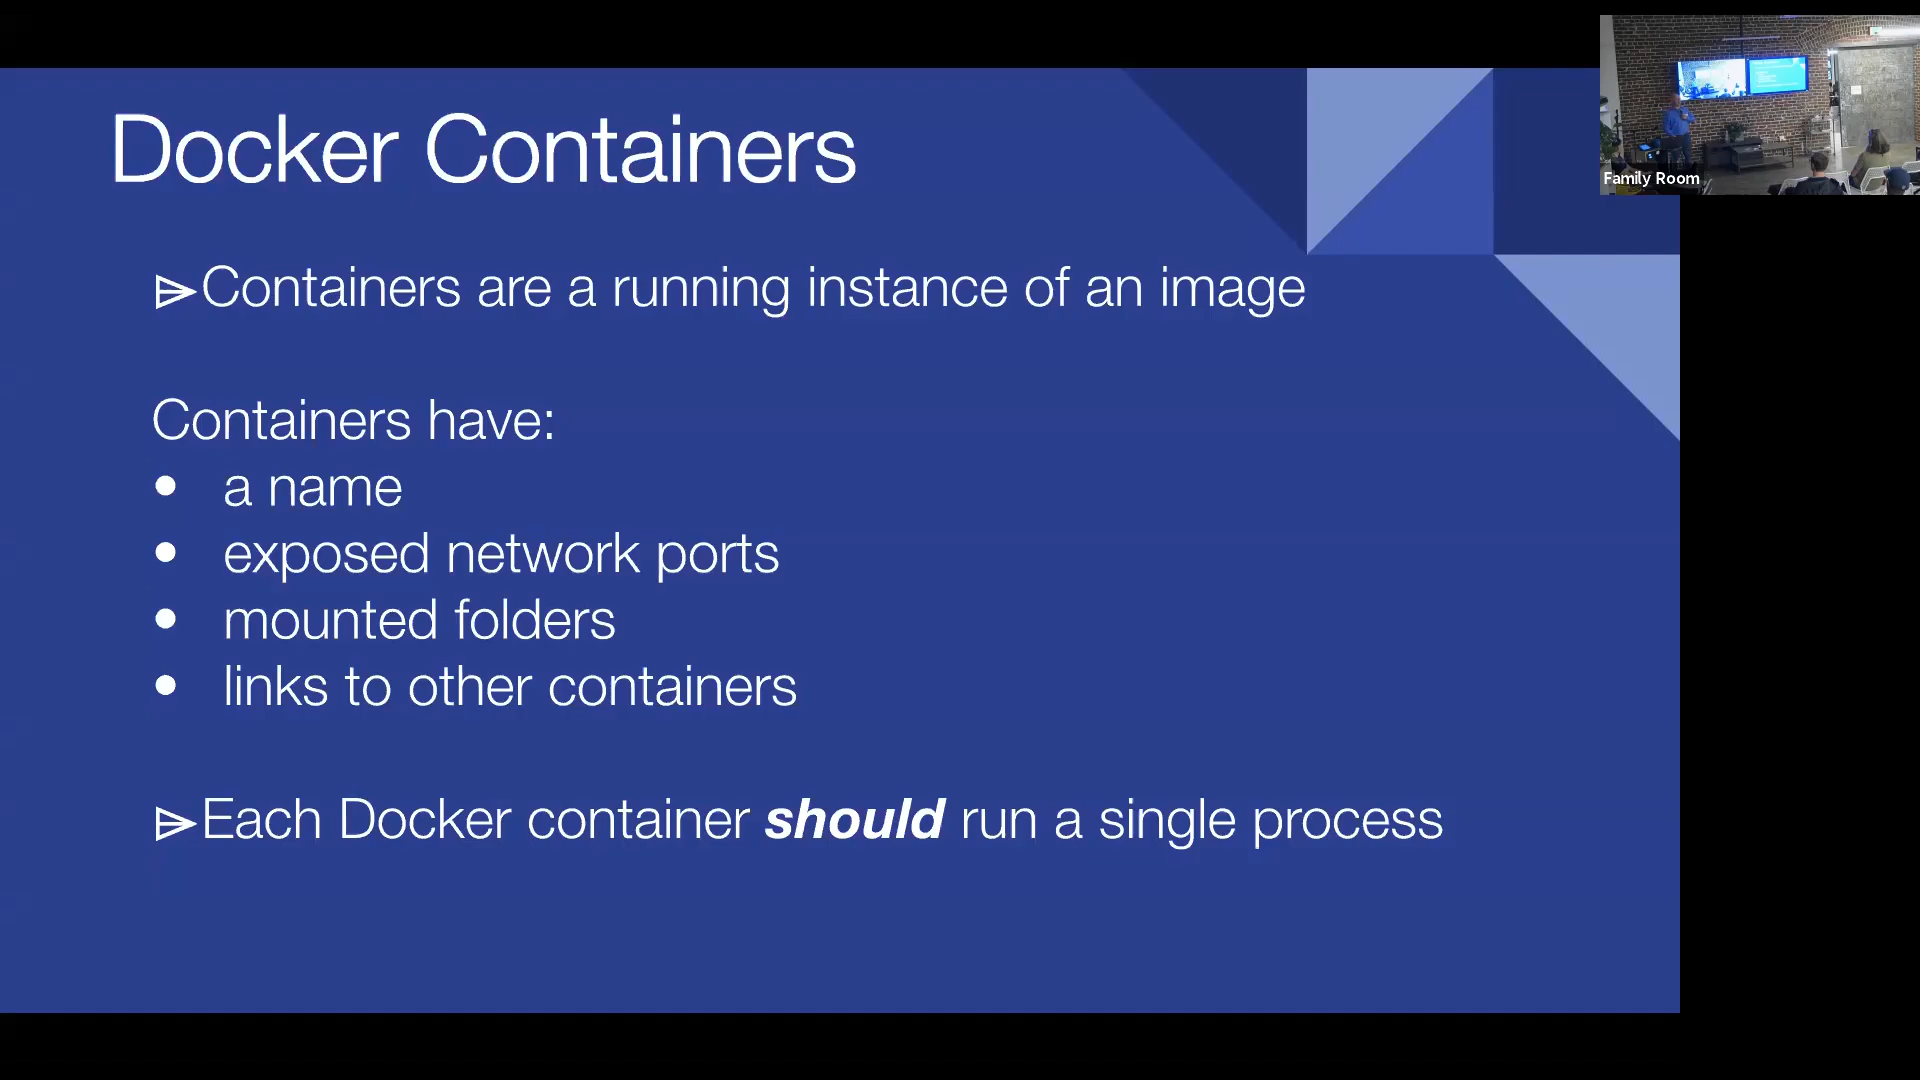 Docker Containers
⮚Containers are a running instance of an image
Containers have:
• a name
• exposed network ports
• mounted folders
• links to other containers
⮚Each Docker container should run a single process
Family Room